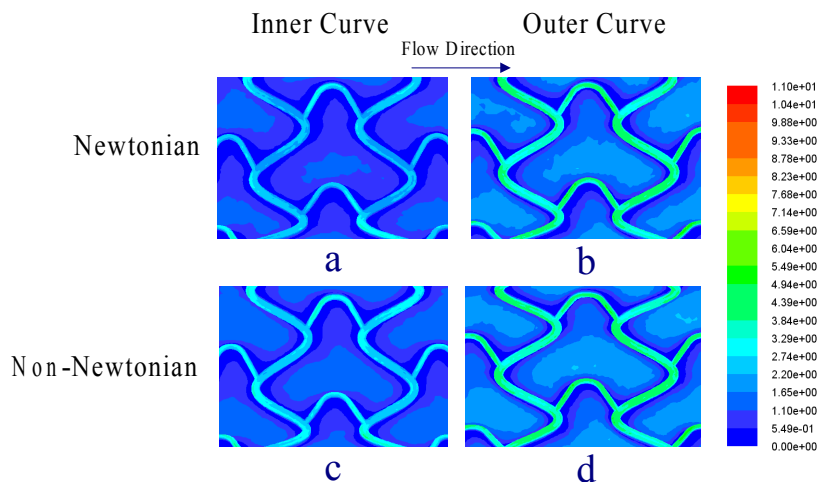 Inner Curve
Outer Curve
Flow Direction
Newtonian
a
b
Non-Newtonian
c
d
1.10e+01
1.04e+01
9.88e+00
9.33e+00
8.78e+00
8.23e+00
7.68e+00
7.14e+00
6.59e+00
6.04e+00
5.49e+00
4.94e+00
4.39e+00
3.84e+00
3.29e+00
2.74e+00
2.20e+00
1.65e+00
1.10e+00
5.49e-01
0.00e+00